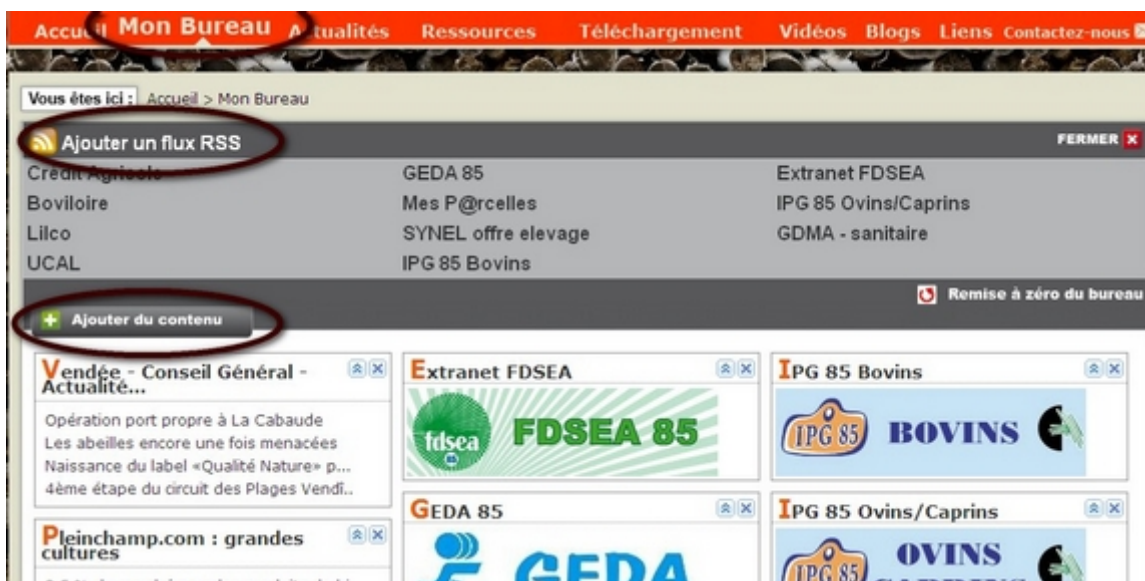 Accueil Mon Bureau Actualités Ressources Téléchargement Vidéos Blogs Liens Contactez-nous
Vous êtes ici : Accueil > Mon Bureau
Ajouter un flux RSS FERMER
Credit Agricole GEDA 85 Extranet FDSEA
Boviloire Mes P@rcelles IPG 85 Ovins/Caprins
Lilco SYNEL offre elevage GDMA - sanitaire
UCAL IPG 85 Bovins
Remise à zéro du bureau
Ajouter du contenu
Vendée - Conseil Général -
Actualité...
Opération port propre à La Cabaude
Les abeilles encore une fois menacées
Naissance du label «Qualité Nature» p...
4ème étape du circuit des Plages Vendî..
Extranet FDSEA
fdsea
85
FDSEA 85
IPG 85 Bovins
IPG 85
BOVINS
Pleinchamp.com : grandes
cultures
GEDA 85
GEDA
IPG 85 Ovins/Caprins
IPG 85
OVINS
CAPRINS